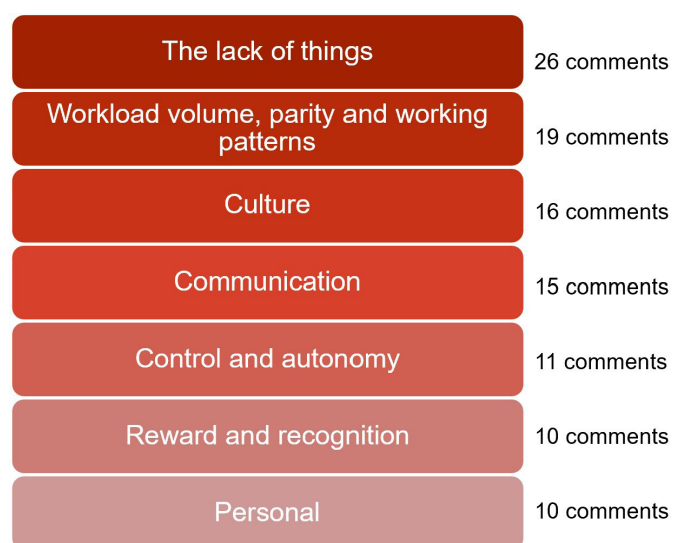 The lack of things
26 comments
Workload volume, parity and working
patterns
19 comments
Culture
16 comments
Communication
15 comments
Control and autonomy
11 comments
Reward and recognition
10 comments
Personal
10 comments